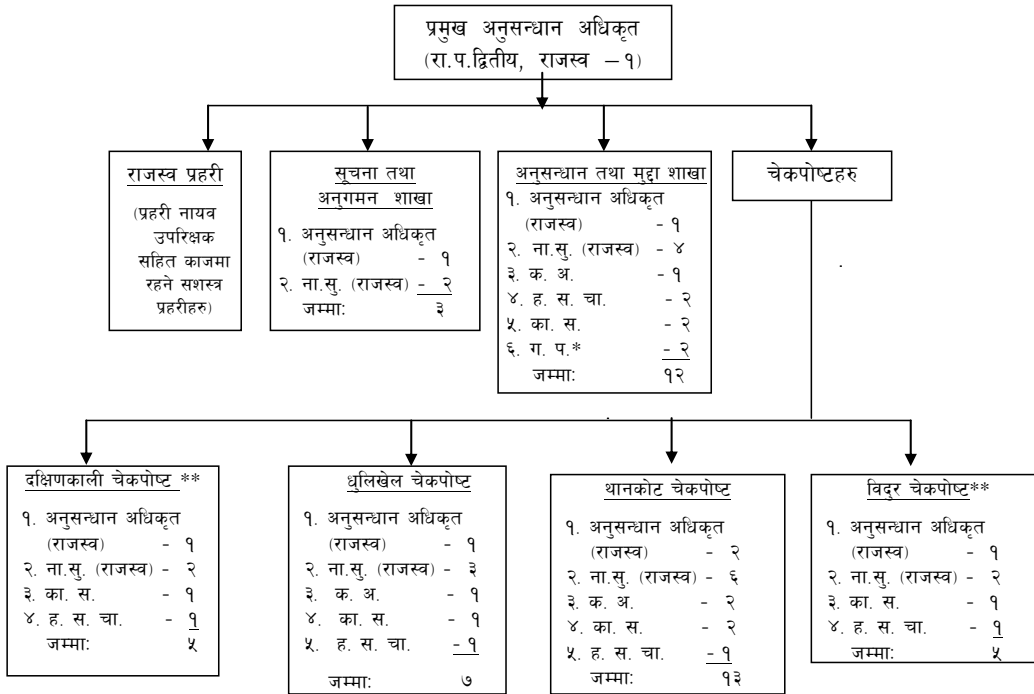 प्रमुख अनुसन्धान अधिकृत
(रा.प.द्वितीय, राजस्व –१)
राजस्व प्रहरी
(प्रहरी नायव
उपरिक्षक
सहित काजमा
रहने सशस्त्र
प्रहरीहरु)
सूचना तथा
अनुगमन शाखा
१. अनुसन्धान अधिकृत
(राजस्व) - १
२. ना.सु. (राजस्व) - २
जम्मा: ३
अनुसन्धान तथा मुद्दा शाखा
१. अनुसन्धान अधिकृत
(राजस्व) - १
२. ना.सु. (राजस्व) - ४
३. क. अ. - १
४. ह. स. चा. - २
५. का. स. - २
६. ग. प.* - २
जम्मा: १२
चेकपोष्टहरु
दक्षिणकाली चेकपोष्ट **
१. अनुसन्धान अधिकृत
(राजस्व) - १
२. ना.सु. (राजस्व) - २
३. का. स. - १
४. ह. स. चा. - १
जम्मा: ५
धुलिखेल चेकपोष्ट
१. अनुसन्धान अधिकृत
(राजस्व) - १
२. ना.सु. (राजस्व) - ३
३. क. अ. - १
४. का. स. - १
५. ह. स. चा. - १
जम्मा: ७
थानकोट चेकपोष्ट
१. अनुसन्धान अधिकृत
(राजस्व) - २
२. ना.सु. (राजस्व) - ६
३. क. अ. - २
४. का. स. - २
५. ह. स. चा. - १
जम्मा: १३
विदुर चेकपोष्ट**
१. अनुसन्धान अधिकृत
(राजस्व) - १
२. ना.सु. (राजस्व) - २
३. का. स. - १
४. ह. स. चा. - १
जम्मा: ५